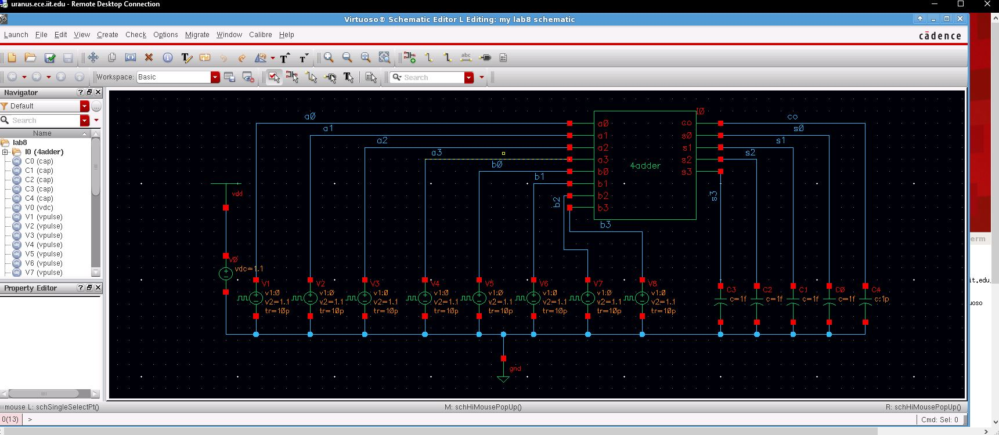 uranus.ece.iit.edu - Remote Desktop Connection
Virtuoso® Schematic Editor L Editing: my lab8 schematic
Launch File Edit View Create Check Options Migrate Window Calibre Help
cādence
abc
Workspace: Basic
Search
Navigator
Default
Search
Name
lab8
I0 (4adder)
C0 (cap)
C1 (cap)
C2 (cap)
C3 (cap)
C4 (cap)
V0 (vdc)
V1 (vpulse)
V2 (vpulse)
V3 (vpulse)
V4 (vpulse)
V5 (vpulse)
V6 (vpulse)
V7 (vpulse)
Property Editor
I0
a0 co
a1 s0
a2 s1
a3 s2
b0
b1
b2
b3
s3
a0 co
a1 s0
a2 s1
a3 s2
b0 s3
b1
b2
b3
4adder
vdd
V0
vdc=1.1
V1 V2 V3 V4 V5 V6 V7 V8
v1:0 v1:0 v1:0 v1:0 v1:0 v1:0 v1:0 v1:0
v2=1.1 v2=1.1 v2=1.1 v2=1.1 v2=1.1 v2=1.1 v2=1.1 v2=1.1
tr=10p tr=10p tr=10p tr=10p tr=10p tr=10p tr=10p tr=10p
C3 C2 C1 C0 C4
c=1f c=1f c=1f c=1f c:1p
gnd
erm
iit.edu
uoso
mouse L: schSingleSelectPt() M: schHiMousePopUp() R: schHiMousePopUp()
0(13) > Cmd: Sel: 0